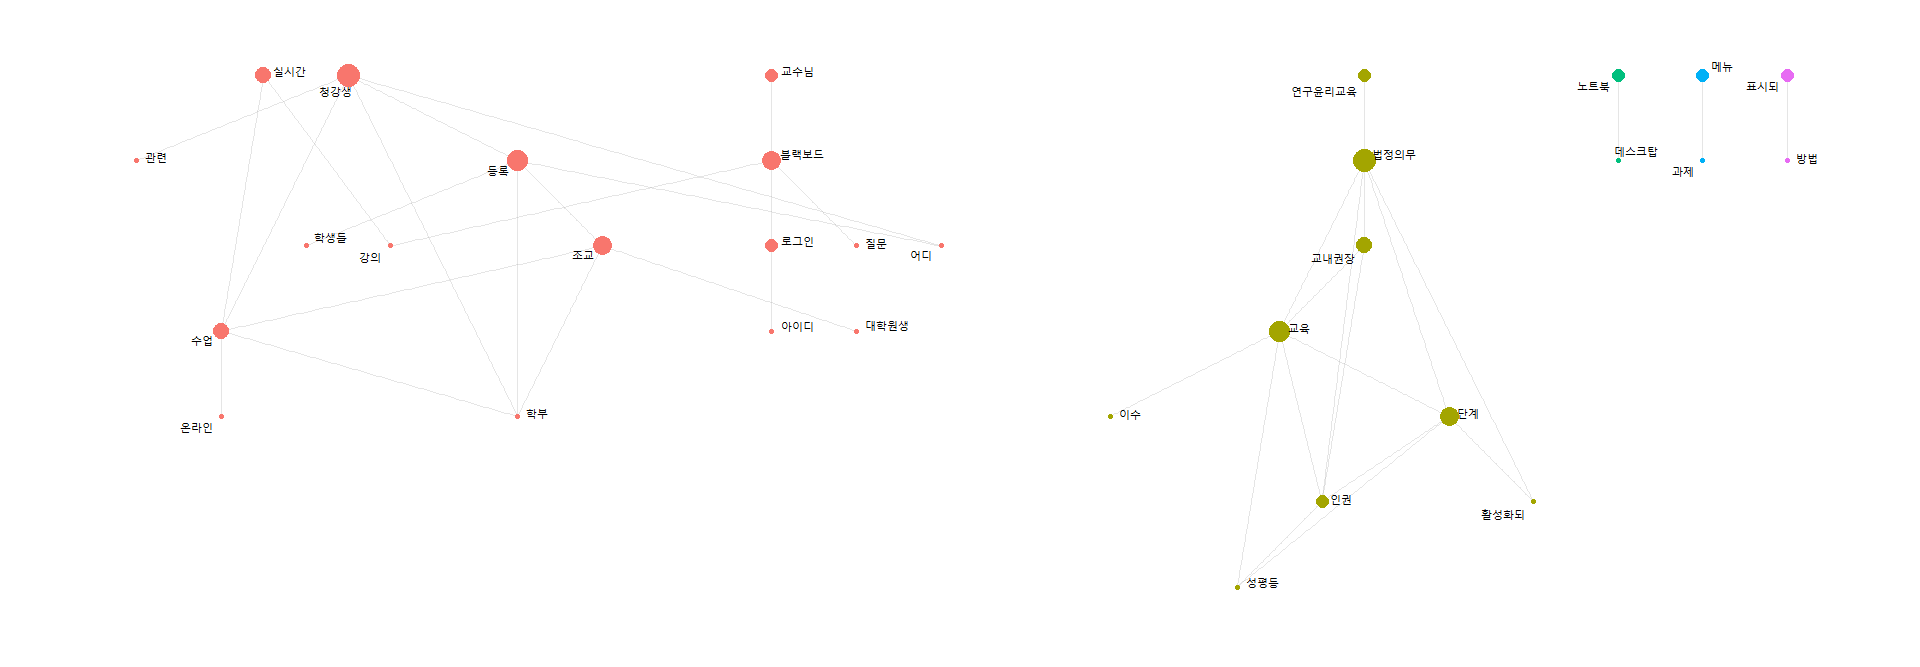 실시간
청강생
교수님
연구윤리교육
노트북
메뉴
표시되
관련
등록
블랙보드
법정의무
데스크탑
과제
방법
학생들
강의
조교
로그인
질문
어디
교내권장
수업
아이디
대학원생
교육
온라인
학부
이수
단계
인권
활성화되
성평등